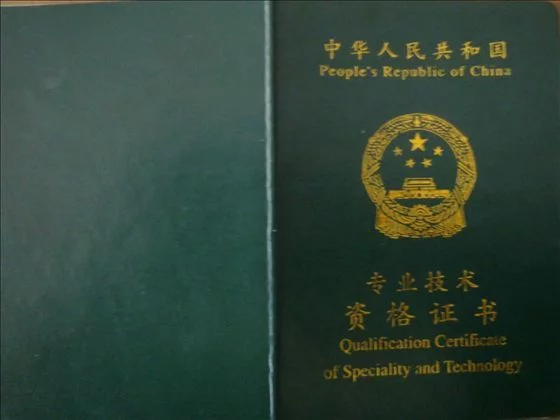 中华人民共和国
People's Republic of China
专业技术
资格证书
Qualification Certificate
of Speciality and Technology